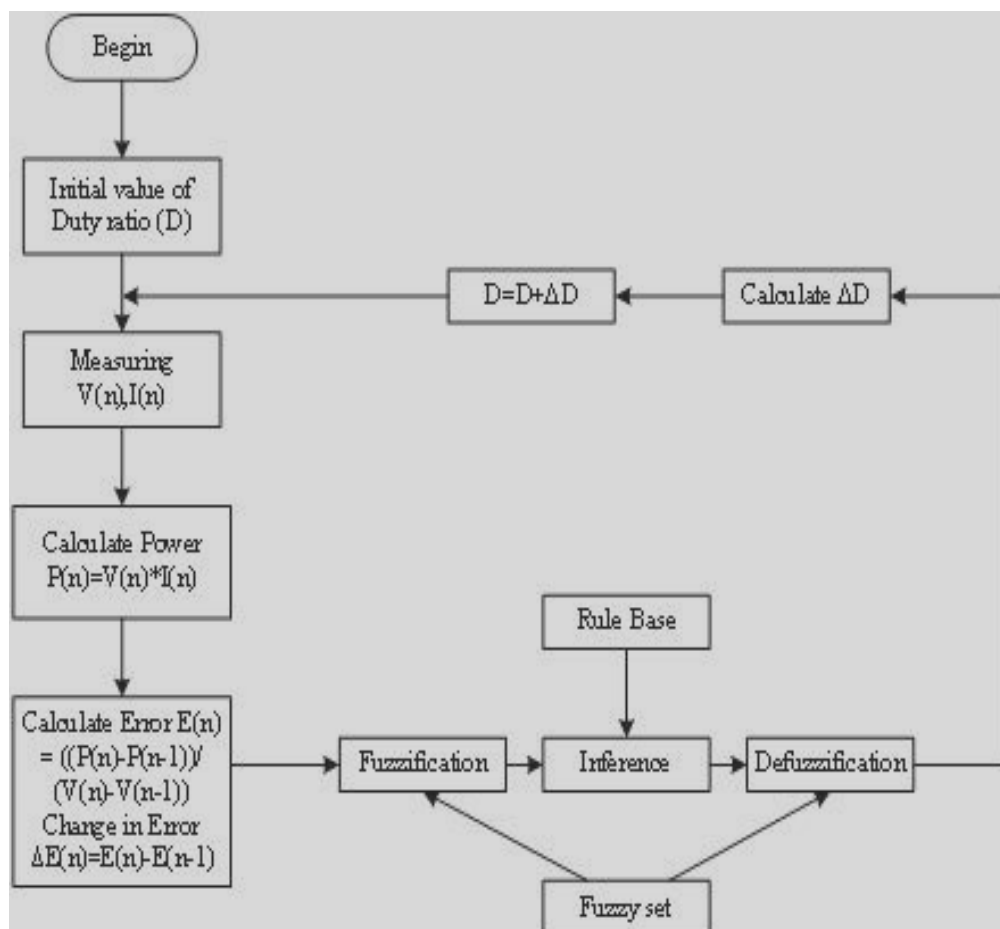 Begin
Initial value of
Duty ratio (D)
D=D+ΔD
Calculate ΔD
Measuring
V(n),I(n)
Calculate Power
P(n)=V(n)*I(n)
Rule Base
Calculate Error E(n)
= ((P(n)-P(n-1))/
(V(n)-V(n-1))
Change in Error
ΔE(n)=E(n)-E(n-1)
Fuzzification
Inference
Defuzzification
Fuzzy set